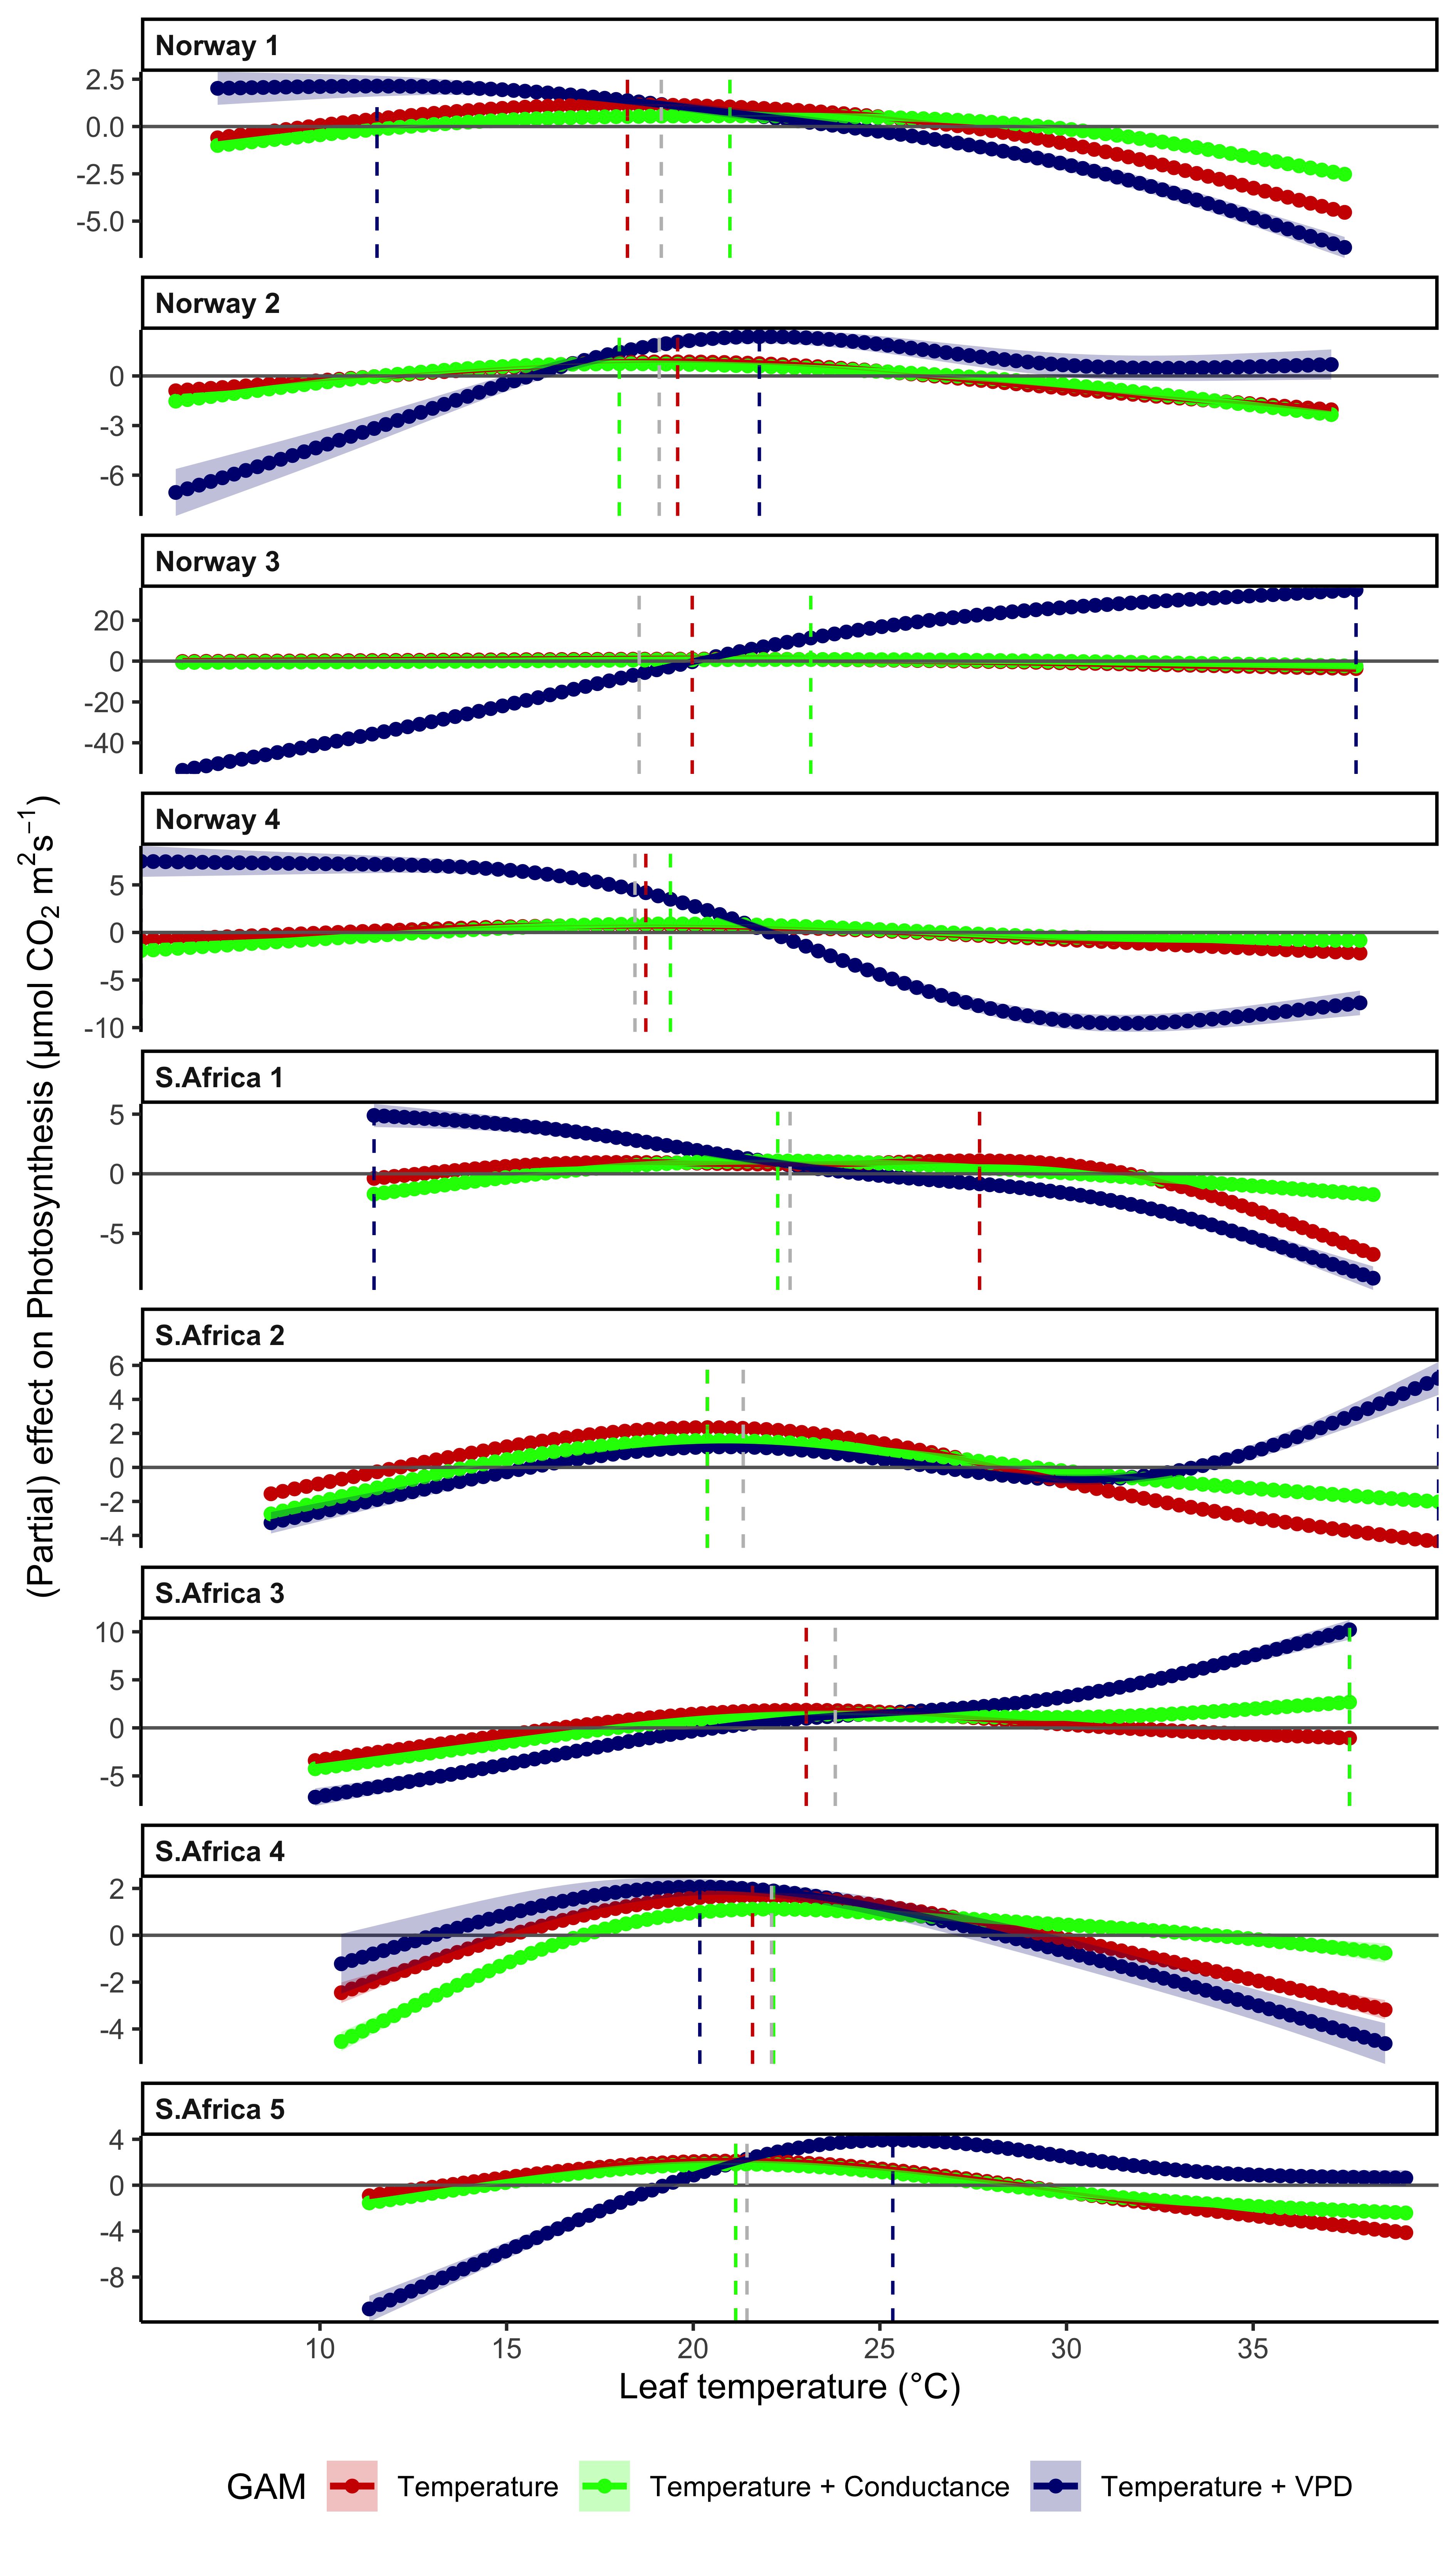 Norway 1
2.5
0.0
-2.5
-5.0
Norway 2
0
-3
-6
Norway 3
20
0
-20
-40
Norway 4
5
0
-5
-10
S.Africa 1
5
0
-5
S.Africa 2
6
4
2
0
-2
-4
S.Africa 3
10
5
0
-5
S.Africa 4
2
0
-2
-4
S.Africa 5
4
0
-4
-8
10 15 20 25 30 35
Leaf temperature (°C)
(Partial) effect on Photosynthesis (μmol CO₂ m²s⁻¹)
GAM Temperature Temperature + Conductance Temperature + VPD